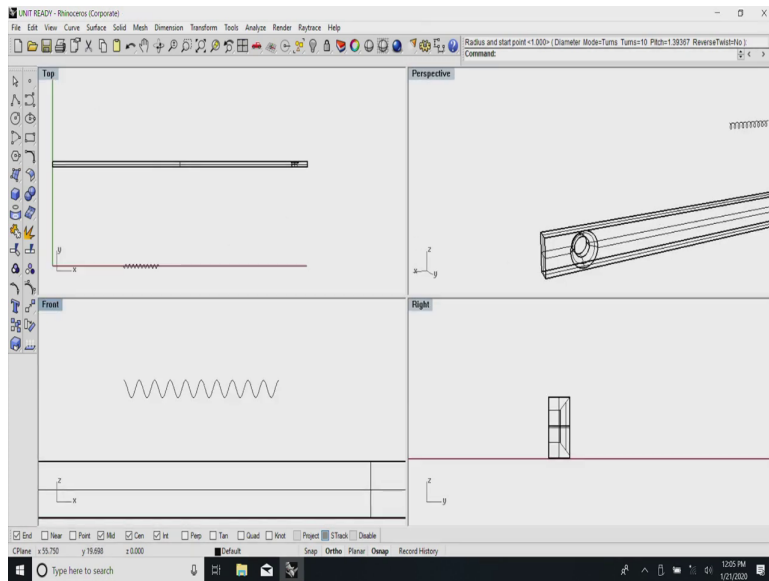 UNIT READY - Rhinoceros (Corporate)
File Edit View Curve Surface Solid Mesh Dimension Transform Tools Analyze Render Raytrace Help
Radius and start point <1.000> ( Diameter Mode=Turns Turns=10 Pitch=1.39367 ReverseTwist=No )
Command:
Top
Perspective
y
x
z
x
y
Front
Right
z
x
z
y
End Near Point Mid Cen Int Perp Tan Quad Knot Project STrack Disable
CPlane x 55.750 y 19.698 z 0.000 Default Snap Ortho Planar Osnap Record History
Type here to search
12:05 PM
1/21/2020